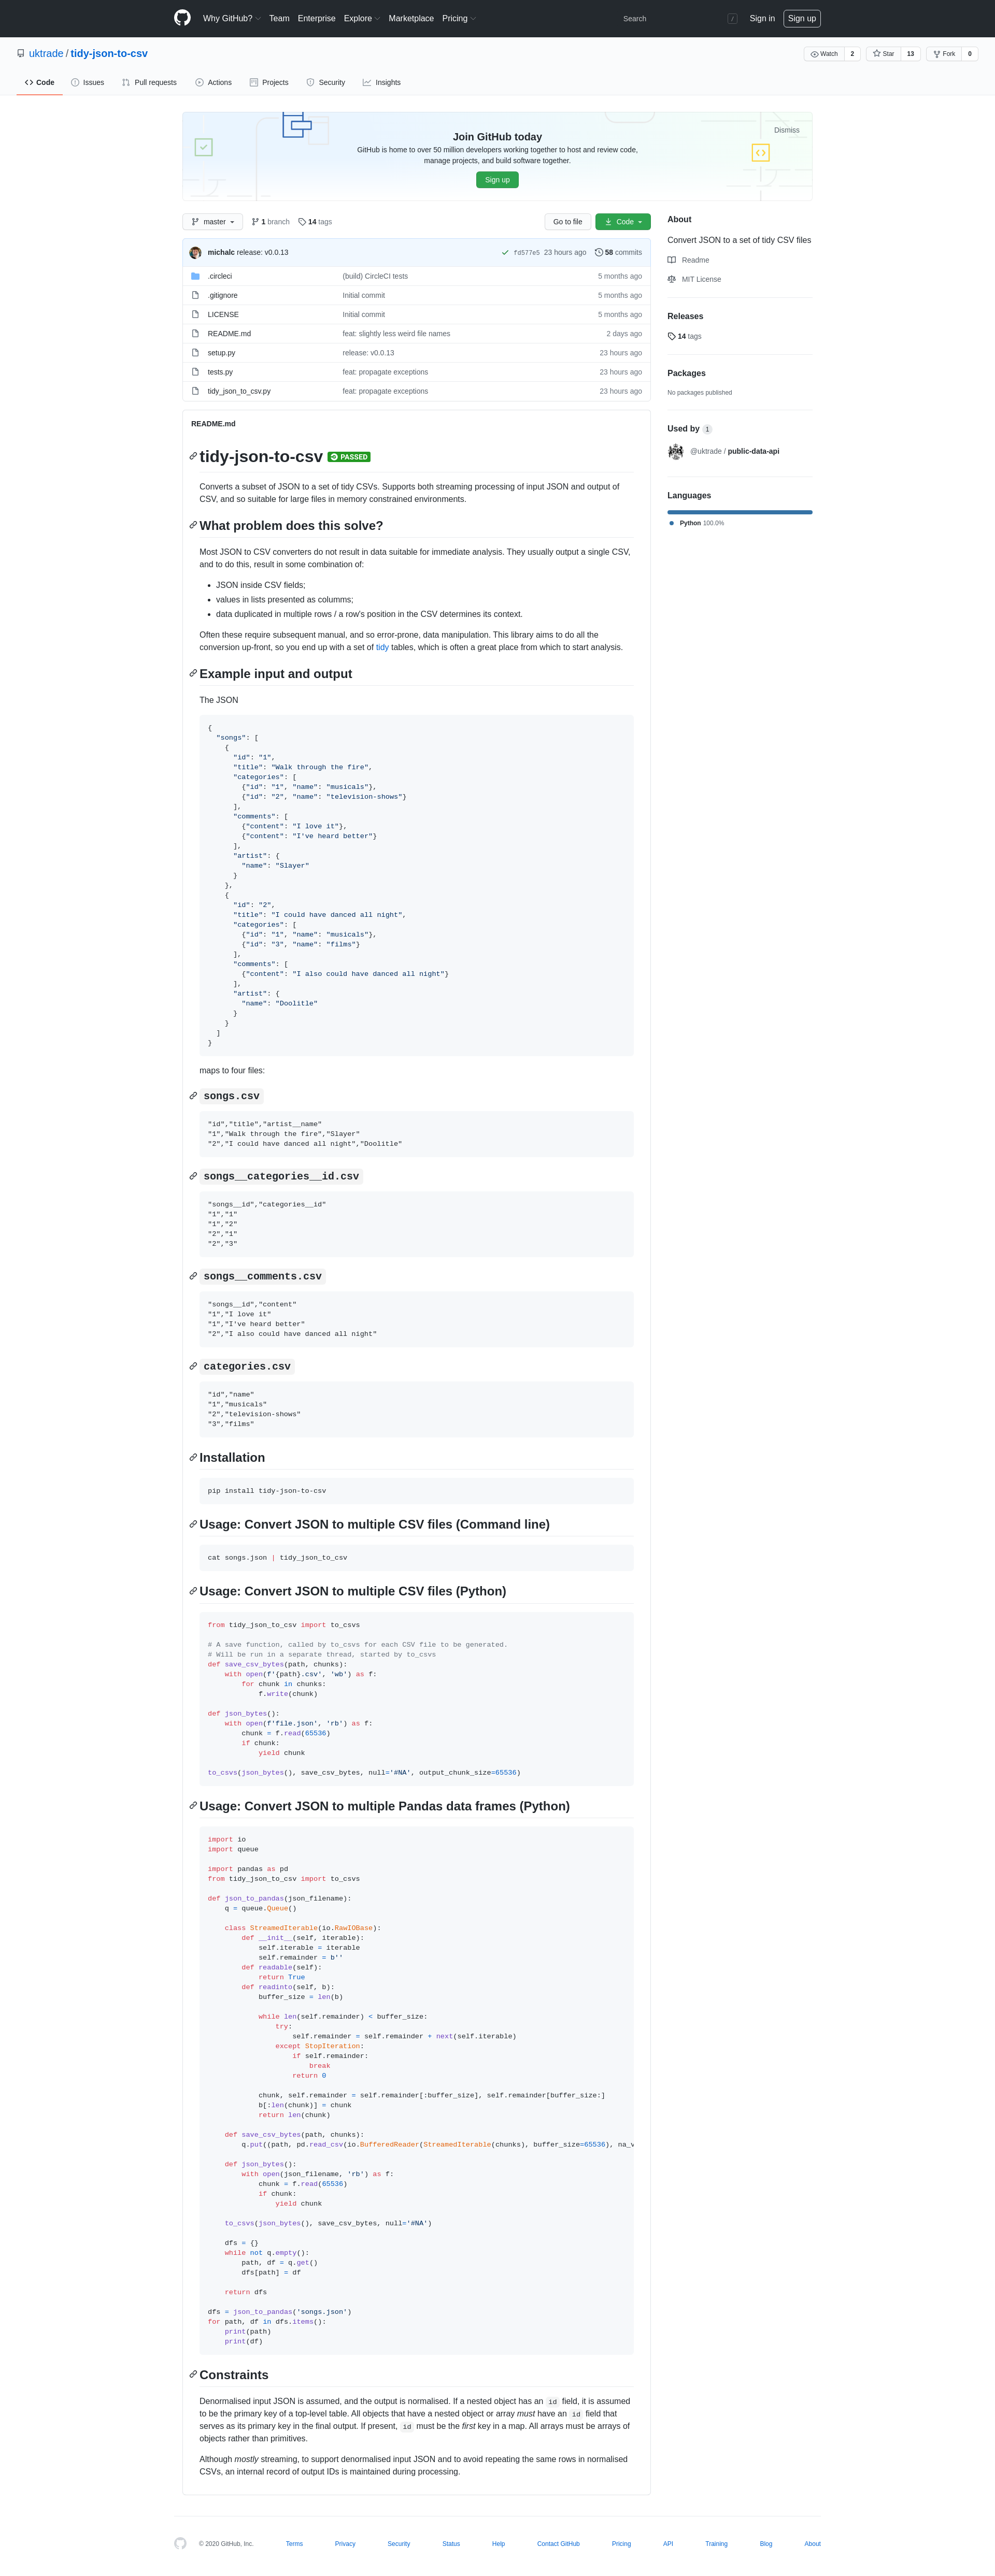 Why GitHub? Team Enterprise Explore Marketplace Pricing Search / Sign in Sign up
uktrade / tidy-json-to-csv Watch 2 Star 13 Fork 0
Code Issues Pull requests Actions Projects Security Insights
Dismiss
Join GitHub today
GitHub is home to over 50 million developers working together to host and review code,
manage projects, and build software together.
Sign up
master 1 branch 14 tags Go to file Code
michalc release: v0.0.13 fd577e5 23 hours ago 58 commits
.circleci (build) CircleCI tests 5 months ago
.gitignore Initial commit 5 months ago
LICENSE Initial commit 5 months ago
README.md feat: slightly less weird file names 2 days ago
setup.py release: v0.0.13 23 hours ago
tests.py feat: propagate exceptions 23 hours ago
tidy_json_to_csv.py feat: propagate exceptions 23 hours ago
README.md
tidy-json-to-csv PASSED
Converts a subset of JSON to a set of tidy CSVs. Supports both streaming processing of input JSON and output of
CSV, and so suitable for large files in memory constrained environments.
What problem does this solve?
Most JSON to CSV converters do not result in data suitable for immediate analysis. They usually output a single CSV,
and to do this, result in some combination of:
JSON inside CSV fields;
values in lists presented as colummns;
data duplicated in multiple rows / a row's position in the CSV determines its context.
Often these require subsequent manual, and so error-prone, data manipulation. This library aims to do all the
conversion up-front, so you end up with a set of tidy tables, which is often a great place from which to start analysis.
Example input and output
The JSON
{
  "songs": [
    {
      "id": "1",
      "title": "Walk through the fire",
      "categories": [
        {"id": "1", "name": "musicals"},
        {"id": "2", "name": "television-shows"}
      ],
      "comments": [
        {"content": "I love it"},
        {"content": "I've heard better"}
      ],
      "artist": {
        "name": "Slayer"
      }
    },
    {
      "id": "2",
      "title": "I could have danced all night",
      "categories": [
        {"id": "1", "name": "musicals"},
        {"id": "3", "name": "films"}
      ],
      "comments": [
        {"content": "I also could have danced all night"}
      ],
      "artist": {
        "name": "Doolitle"
      }
    }
  ]
}
maps to four files:
songs.csv
"id","title","artist__name"
"1","Walk through the fire","Slayer"
"2","I could have danced all night","Doolitle"
songs__categories__id.csv
"songs__id","categories__id"
"1","1"
"1","2"
"2","1"
"2","3"
songs__comments.csv
"songs__id","content"
"1","I love it"
"1","I've heard better"
"2","I also could have danced all night"
categories.csv
"id","name"
"1","musicals"
"2","television-shows"
"3","films"
Installation
pip install tidy-json-to-csv
Usage: Convert JSON to multiple CSV files (Command line)
cat songs.json | tidy_json_to_csv
Usage: Convert JSON to multiple CSV files (Python)
from tidy_json_to_csv import to_csvs
# A save function, called by to_csvs for each CSV file to be generated.
# Will be run in a separate thread, started by to_csvs
def save_csv_bytes(path, chunks):
    with open(f'{path}.csv', 'wb') as f:
        for chunk in chunks:
            f.write(chunk)
def json_bytes():
    with open(f'file.json', 'rb') as f:
        chunk = f.read(65536)
        if chunk:
            yield chunk
to_csvs(json_bytes(), save_csv_bytes, null='#NA', output_chunk_size=65536)
Usage: Convert JSON to multiple Pandas data frames (Python)
import io
import queue
import pandas as pd
from tidy_json_to_csv import to_csvs
def json_to_pandas(json_filename):
    q = queue.Queue()
    class StreamedIterable(io.RawIOBase):
        def __init__(self, iterable):
            self.iterable = iterable
            self.remainder = b''
        def readable(self):
            return True
        def readinto(self, b):
            buffer_size = len(b)
            while len(self.remainder) < buffer_size:
                try:
                    self.remainder = self.remainder + next(self.iterable)
                except StopIteration:
                    if self.remainder:
                        break
                    return 0
            chunk, self.remainder = self.remainder[:buffer_size], self.remainder[buffer_size:]
            b[:len(chunk)] = chunk
            return len(chunk)
    def save_csv_bytes(path, chunks):
        q.put((path, pd.read_csv(io.BufferedReader(StreamedIterable(chunks), buffer_size=65536), na_v
    def json_bytes():
        with open(json_filename, 'rb') as f:
            chunk = f.read(65536)
            if chunk:
                yield chunk
    to_csvs(json_bytes(), save_csv_bytes, null='#NA')
    dfs = {}
    while not q.empty():
        path, df = q.get()
        dfs[path] = df
    return dfs
dfs = json_to_pandas('songs.json')
for path, df in dfs.items():
    print(path)
    print(df)
Constraints
Denormalised input JSON is assumed, and the output is normalised. If a nested object has an id field, it is assumed
to be the primary key of a top-level table. All objects that have a nested object or array must have an id field that
serves as its primary key in the final output. If present, id must be the first key in a map. All arrays must be arrays of
objects rather than primitives.
Although mostly streaming, to support denormalised input JSON and to avoid repeating the same rows in normalised
CSVs, an internal record of output IDs is maintained during processing.
About
Convert JSON to a set of tidy CSV files
Readme
MIT License
Releases
14 tags
Packages
No packages published
Used by 1
@uktrade / public-data-api
Languages
Python 100.0%
© 2020 GitHub, Inc. Terms Privacy Security Status Help Contact GitHub Pricing API Training Blog About